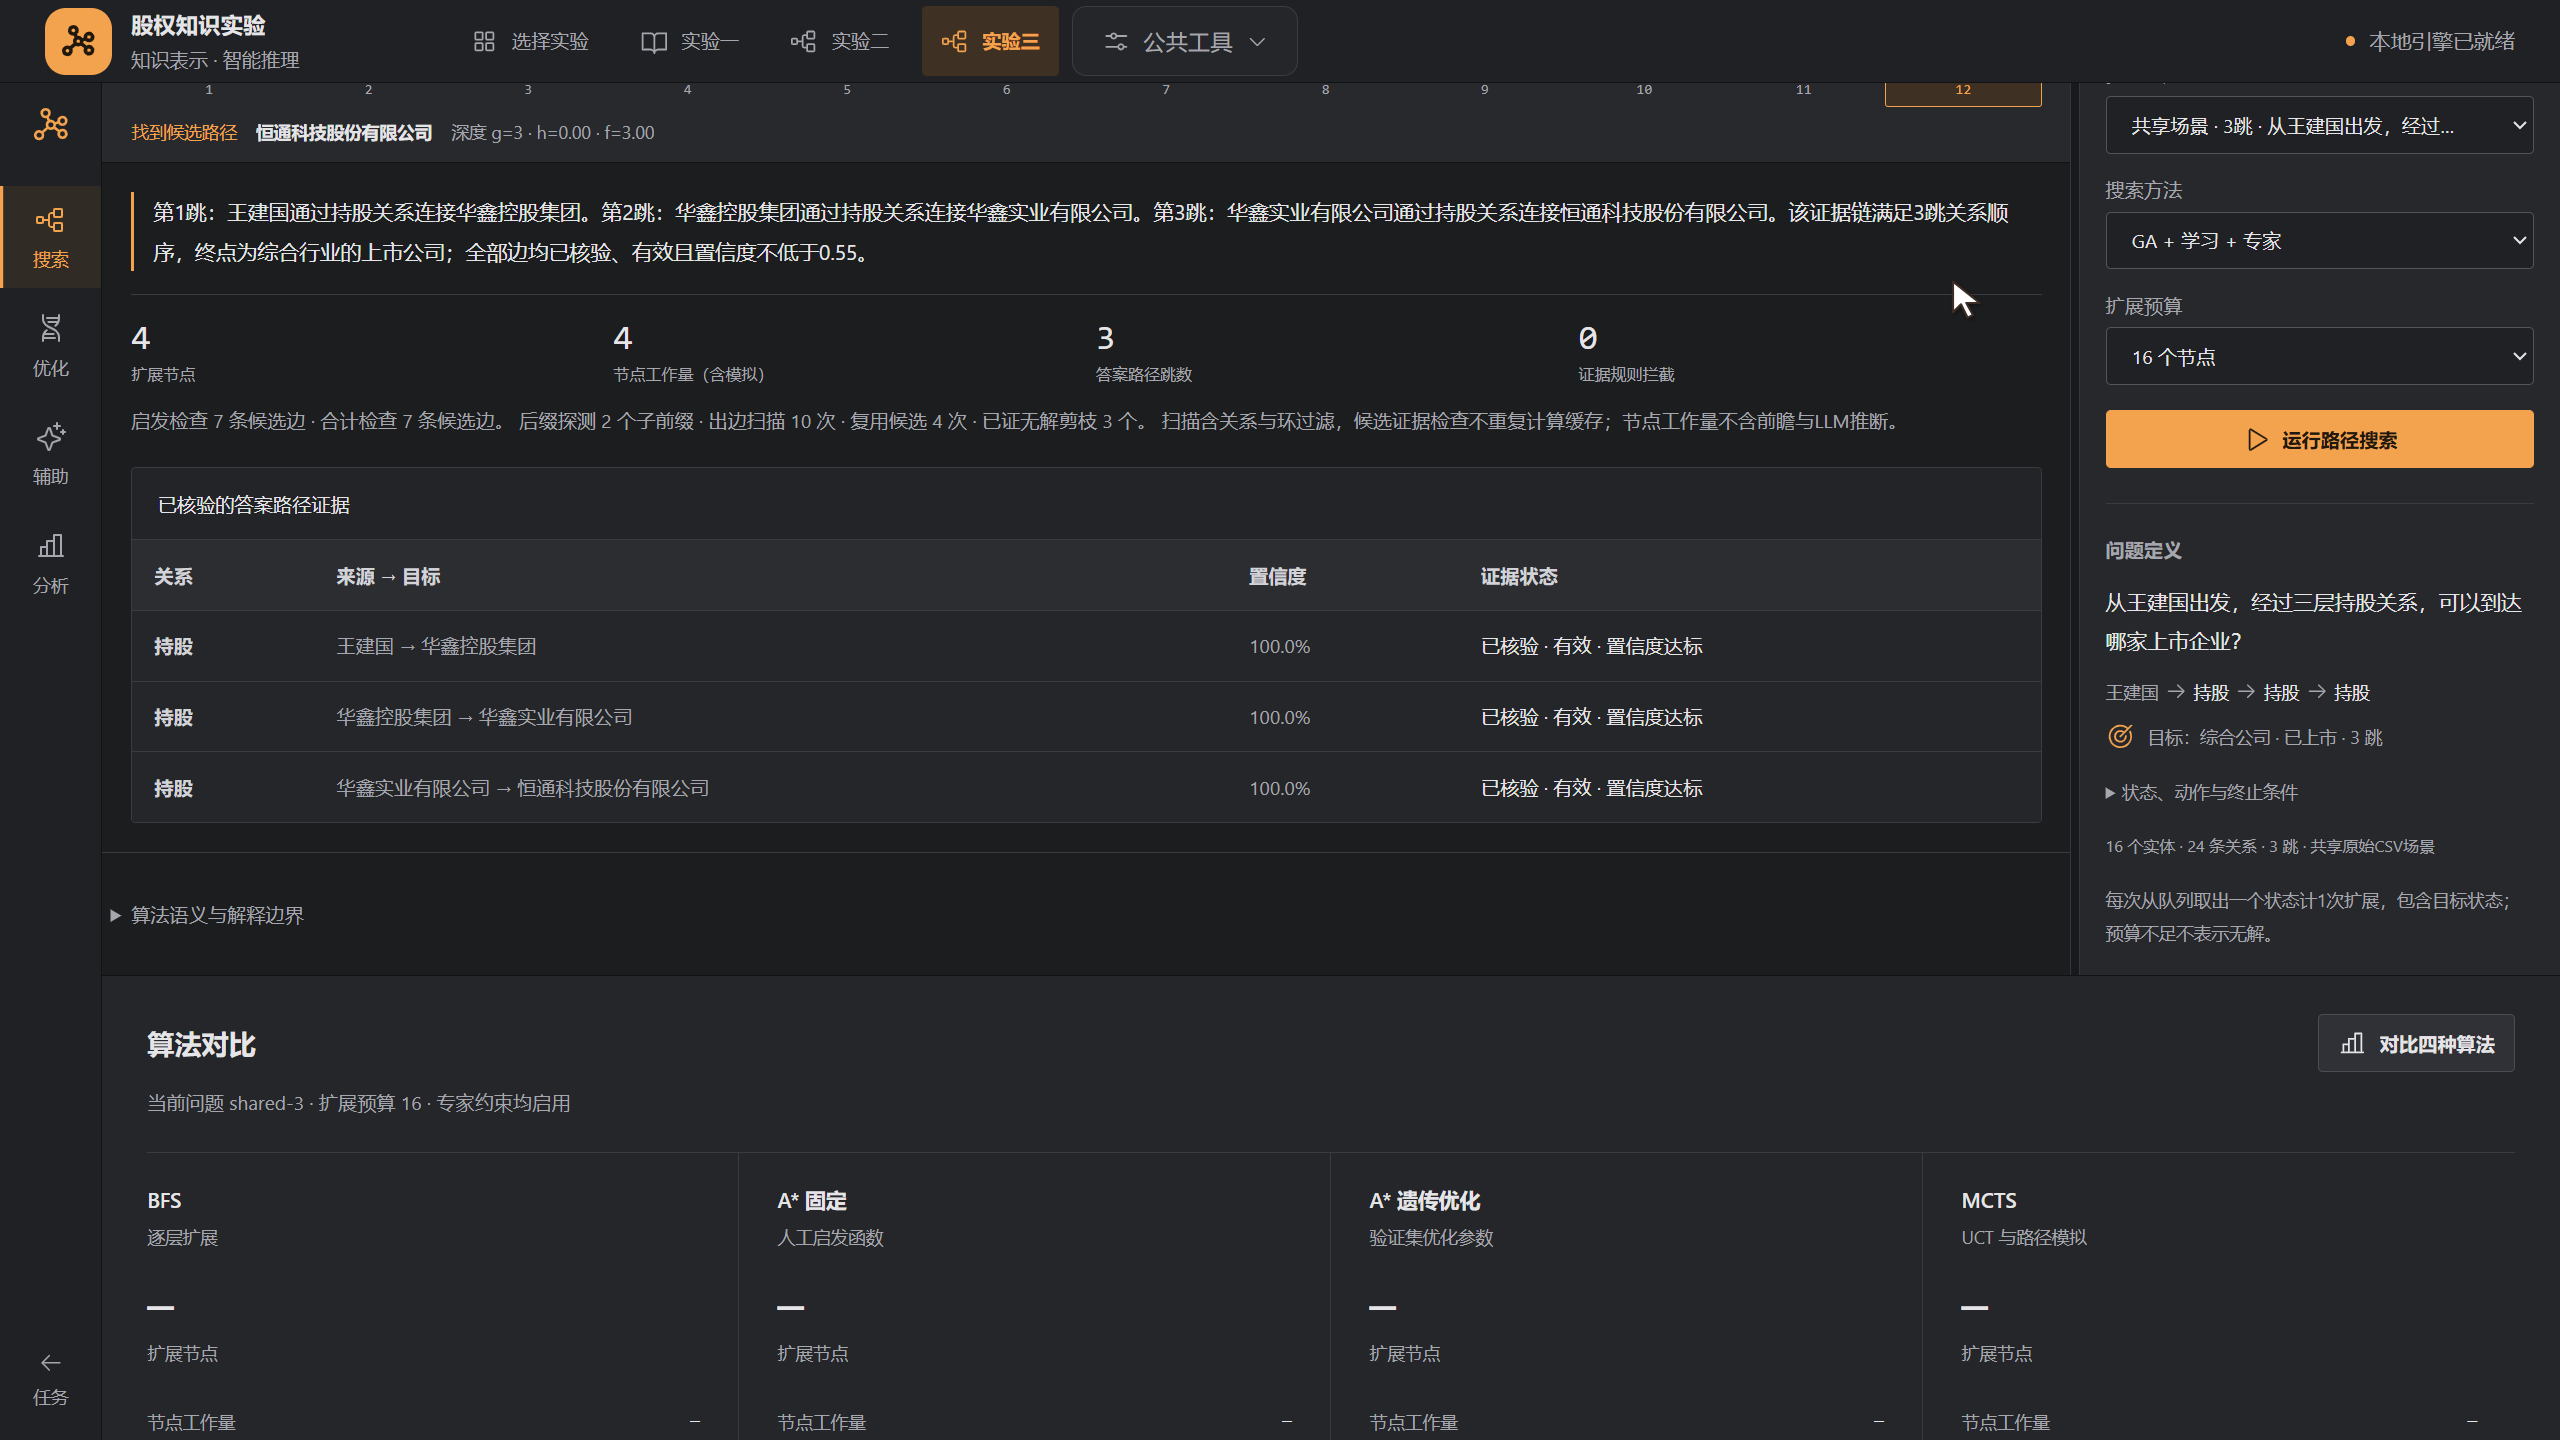 股权知识实验
知识表示 · 智能推理
选择实验
实验一
实验二
实验三
公共工具
本地引擎已就绪
搜索
优化
辅助
分析
任务
1 2 3 4 5 6 7 8 9 10 11 12
找到候选路径 恒通科技股份有限公司 深度 g=3 · h=0.00 · f=3.00
第1跳：王建国通过持股关系连接华鑫控股集团。第2跳：华鑫控股集团通过持股关系连接华鑫实业有限公司。第3跳：华鑫实业有限公司通过持股关系连接恒通科技股份有限公司。该证据链满足3跳关系顺
序，终点为综合行业的上市公司；全部边均已核验、有效且置信度不低于0.55。
4
扩展节点
4
节点工作量（含模拟）
3
答案路径跳数
0
证据规则拦截
启发检查 7 条候选边 · 合计检查 7 条候选边。 后缀探测 2 个子前缀 · 出边扫描 10 次 · 复用候选 4 次 · 已证无解剪枝 3 个。 扫描含关系与环过滤，候选证据检查不重复计算缓存；节点工作量不含前瞻与LLM推断。
已核验的答案路径证据
关系 来源 → 目标 置信度 证据状态
持股 王建国 → 华鑫控股集团 100.0% 已核验 · 有效 · 置信度达标
持股 华鑫控股集团 → 华鑫实业有限公司 100.0% 已核验 · 有效 · 置信度达标
持股 华鑫实业有限公司 → 恒通科技股份有限公司 100.0% 已核验 · 有效 · 置信度达标
算法语义与解释边界
共享场景 · 3跳 · 从王建国出发，经过...
搜索方法
GA + 学习 + 专家
扩展预算
16 个节点
运行路径搜索
问题定义
从王建国出发，经过三层持股关系，可以到达
哪家上市企业？
王建国 → 持股 → 持股 → 持股
目标：综合公司 · 已上市 · 3 跳
状态、动作与终止条件
16 个实体 · 24 条关系 · 3 跳 · 共享原始CSV场景
每次从队列取出一个状态计1次扩展，包含目标状态；
预算不足不表示无解。
算法对比
对比四种算法
当前问题 shared-3 · 扩展预算 16 · 专家约束均启用
BFS
逐层扩展
—
扩展节点
节点工作量 –
A* 固定
人工启发函数
—
扩展节点
节点工作量 –
A* 遗传优化
验证集优化参数
—
扩展节点
节点工作量 –
MCTS
UCT 与路径模拟
—
扩展节点
节点工作量 –